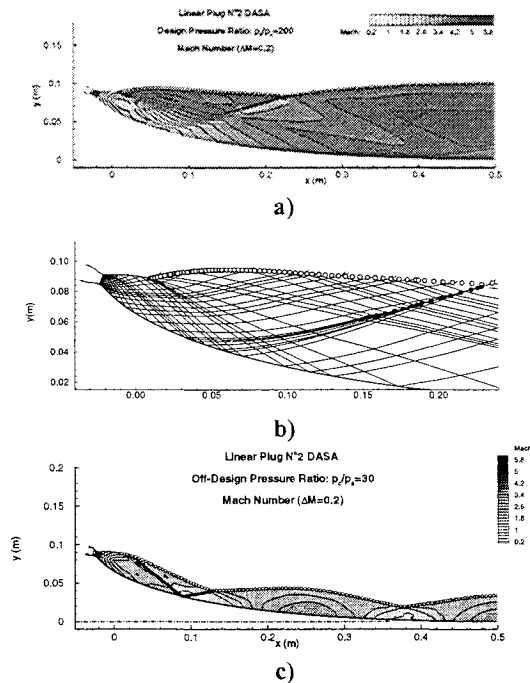 Linear Plug N°2 DASA
Design Pressure Ratio: pₜ/pₐ=200
Mach Number (ΔM=0.2)
Mach: 0.2 1 1.8 2.6 3.4 4.2 5 5.8
0.15
0.1
0.05
0
y (m)
0 0.1 0.2 0.3 0.4 0.5
x (m)
a)
0.10
0.08
0.06
0.04
0.02
y(m)
0.00 0.05 0.10 0.15 0.20
b)
Linear Plug N°2 DASA
Off-Design Pressure Ratio: pₜ/pₐ=30
Mach Number (ΔM=0.2)
Mach
5.8
5
4.2
3.4
2.6
1.8
1
0.2
0.2
0.15
0.1
0.05
0
y (m)
0 0.1 0.2 0.3 0.4 0.5
x (m)
c)